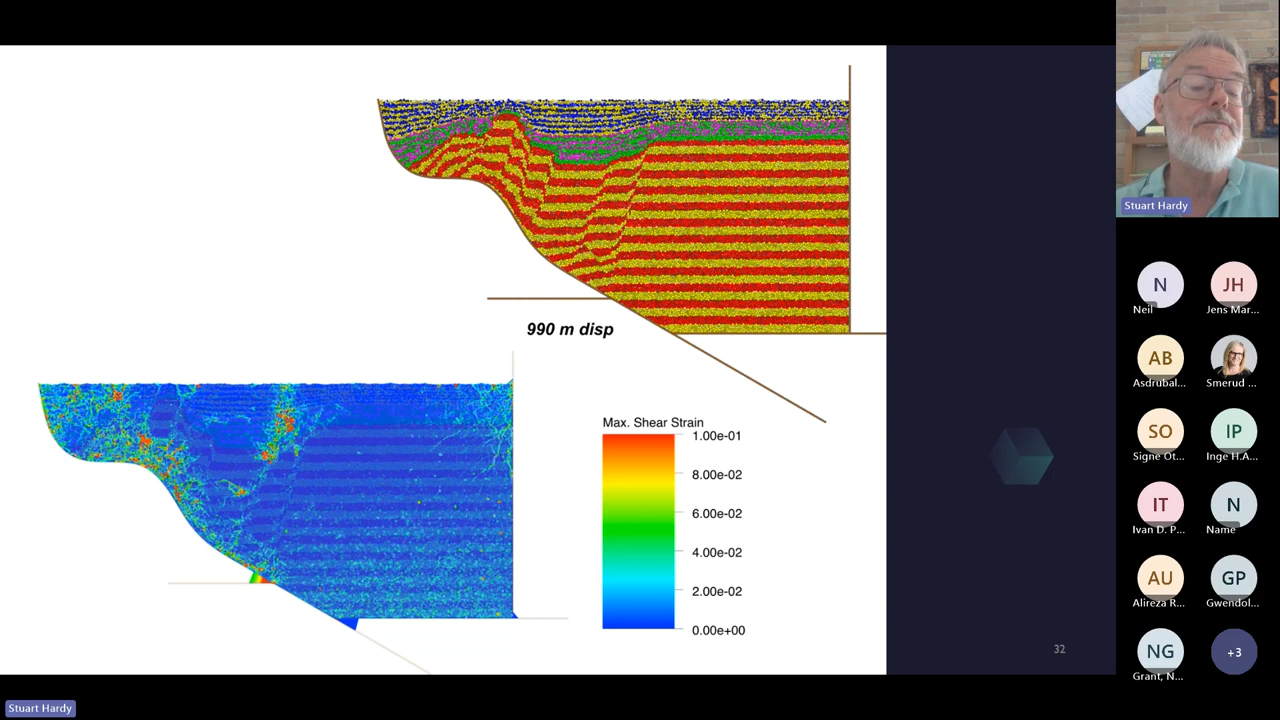 990 m disp
Max. Shear Strain
1.00e-01
8.00e-02
6.00e-02
4.00e-02
2.00e-02
0.00e+00
32
Stuart Hardy
N
JH
Neil
Jens Mar...
AB
Asdrubal...
Smerud ...
SO
IP
Signe Ot...
Inge H.A...
IT
N
Ivan D. P...
Name
AU
GP
Alireza R...
Gwendol...
NG
+3
Grant, N...
Stuart Hardy